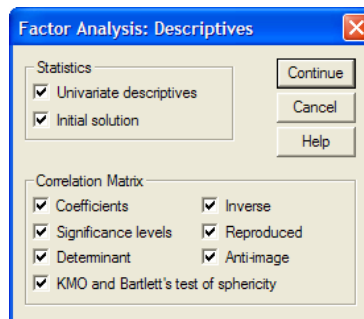 Factor Analysis: Descriptives
Statistics
Univariate descriptives
Initial solution
Continue
Cancel
Help
Correlation Matrix
Coefficients
Inverse
Significance levels
Reproduced
Determinant
Anti-image
KMO and Bartlett's test of sphericity